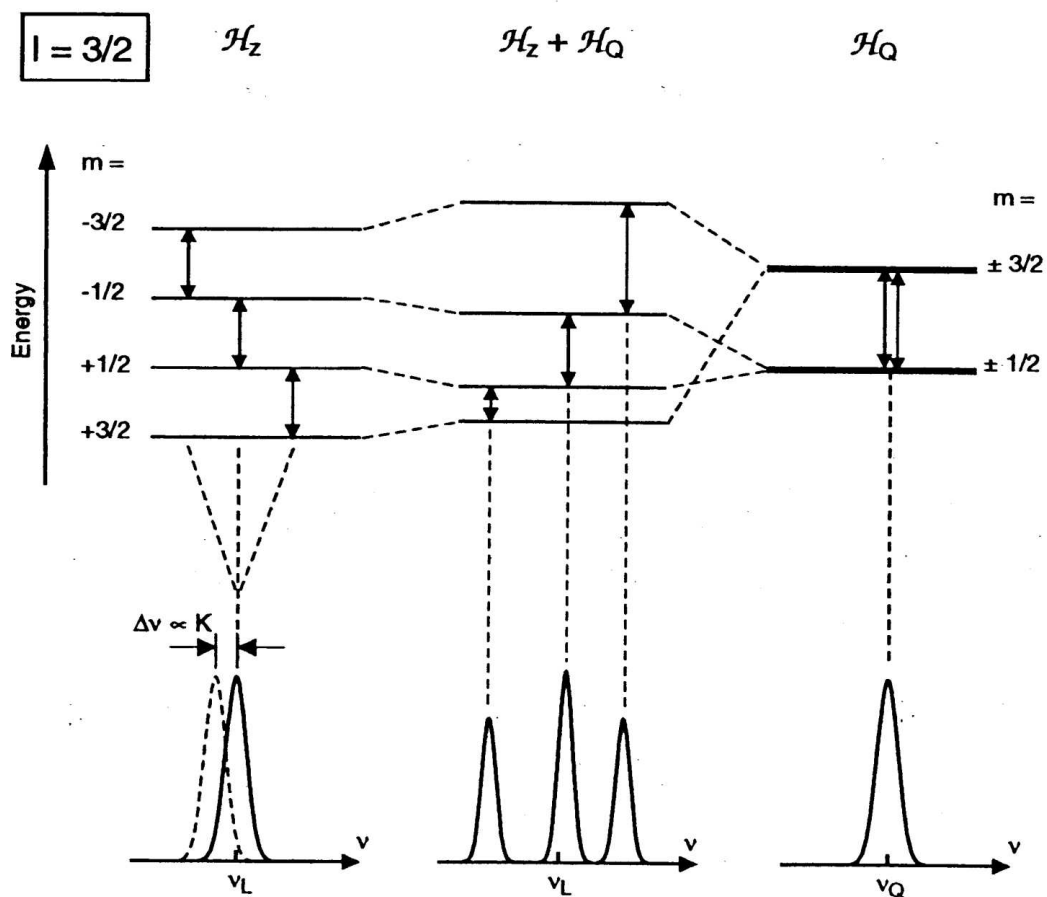 I = 3/2
ℋz
ℋz + ℋQ
ℋQ
Energy
m =
-3/2
-1/2
+1/2
+3/2
m =
± 3/2
± 1/2
Δν ∝ K
ν
νL
ν
νL
ν
νQ